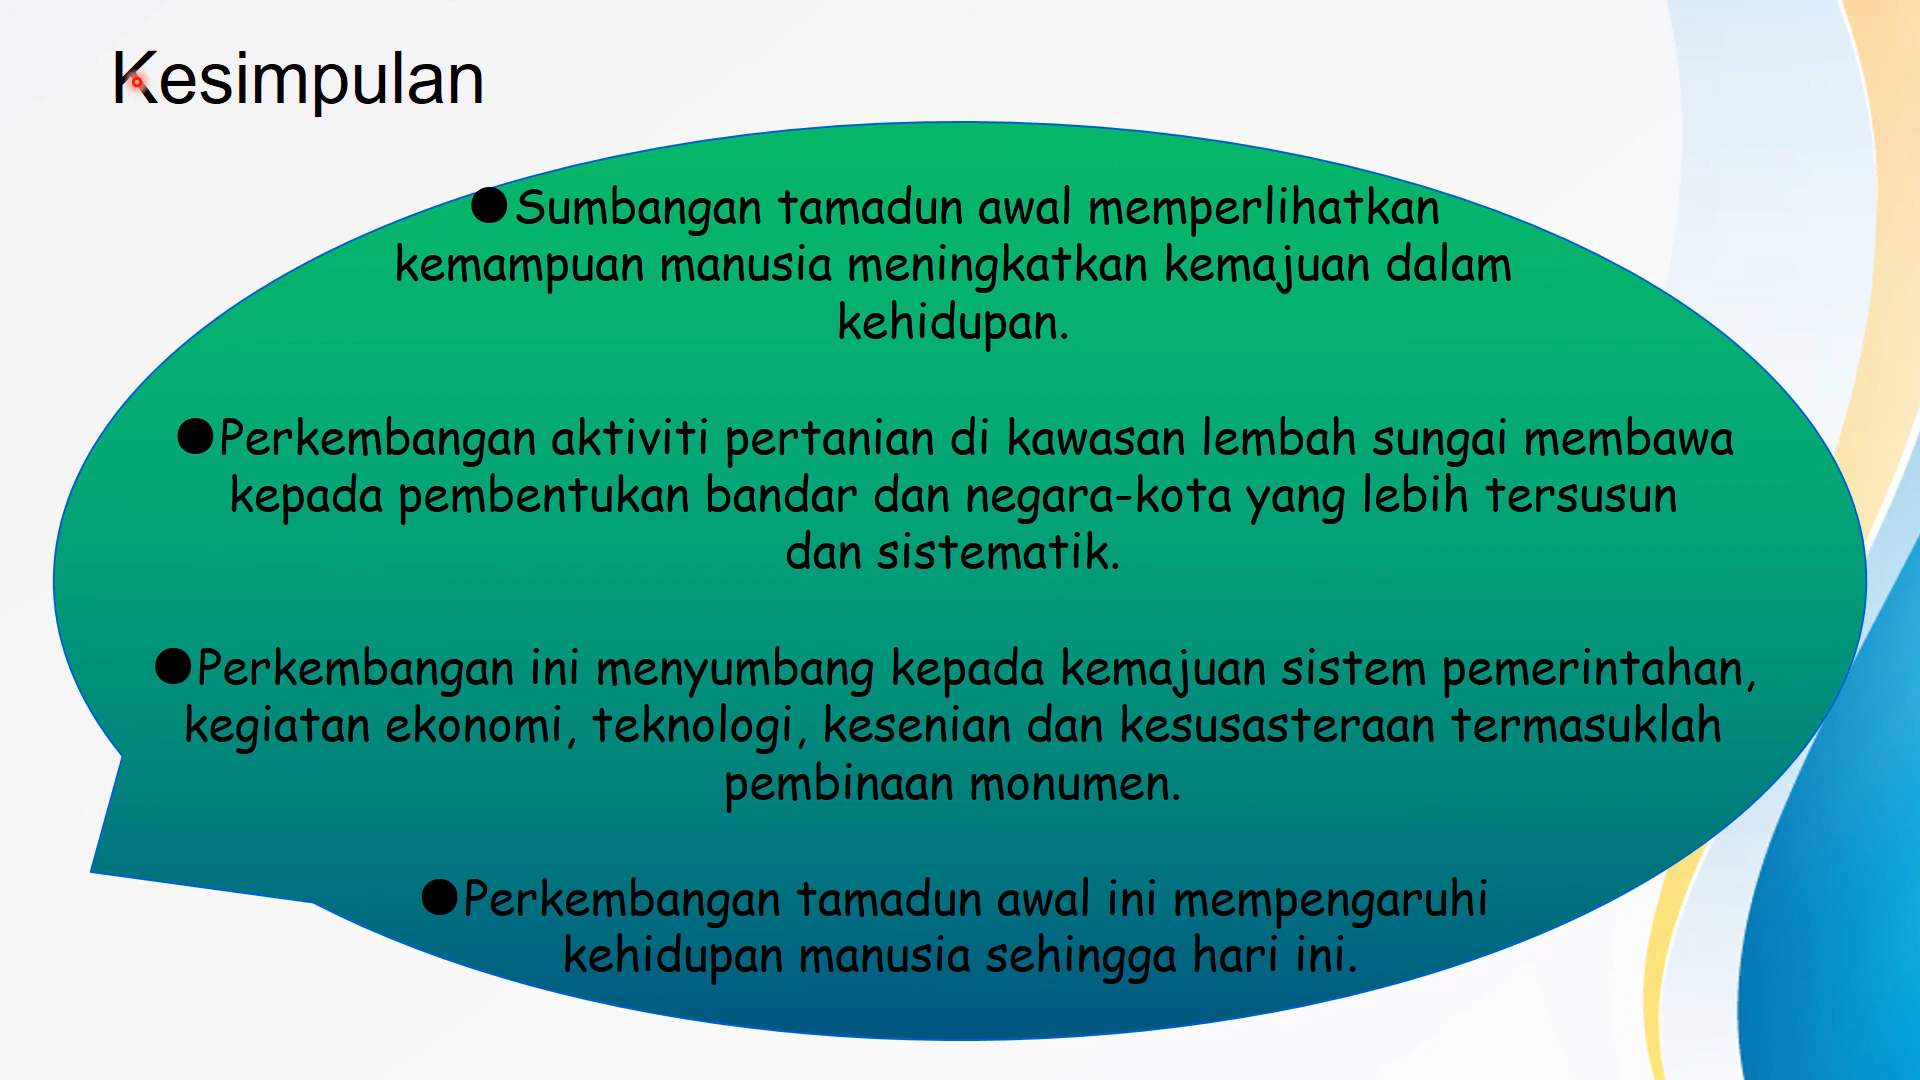 Kesimpulan
●Sumbangan tamadun awal memperlihatkan
kemampuan manusia meningkatkan kemajuan dalam
kehidupan.
●Perkembangan aktiviti pertanian di kawasan lembah sungai membawa
kepada pembentukan bandar dan negara-kota yang lebih tersusun
dan sistematik.
●Perkembangan ini menyumbang kepada kemajuan sistem pemerintahan,
kegiatan ekonomi, teknologi, kesenian dan kesusasteraan termasuklah
pembinaan monumen.
●Perkembangan tamadun awal ini mempengaruhi
kehidupan manusia sehingga hari ini.